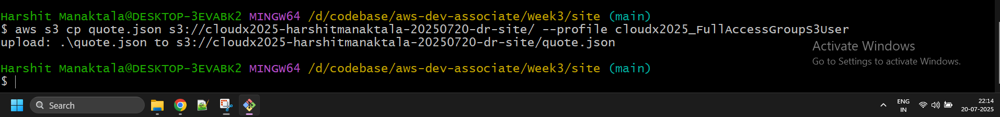 Harshit Manaktala@DESKTOP-3EVABK2 MINGW64 /d/codebase/aws-dev-associate/Week3/site (main)
$ aws s3 cp quote.json s3://cloudx2025-harshitmanaktala-20250720-dr-site/ --profile cloudx2025_FullAccessGroupS3User
upload: .\quote.json to s3://cloudx2025-harshitmanaktala-20250720-dr-site/quote.json
Activate Windows
Go to Settings to activate Windows.
Harshit Manaktala@DESKTOP-3EVABK2 MINGW64 /d/codebase/aws-dev-associate/Week3/site (main)
$
Search
ENG
IN
22:14
20-07-2025